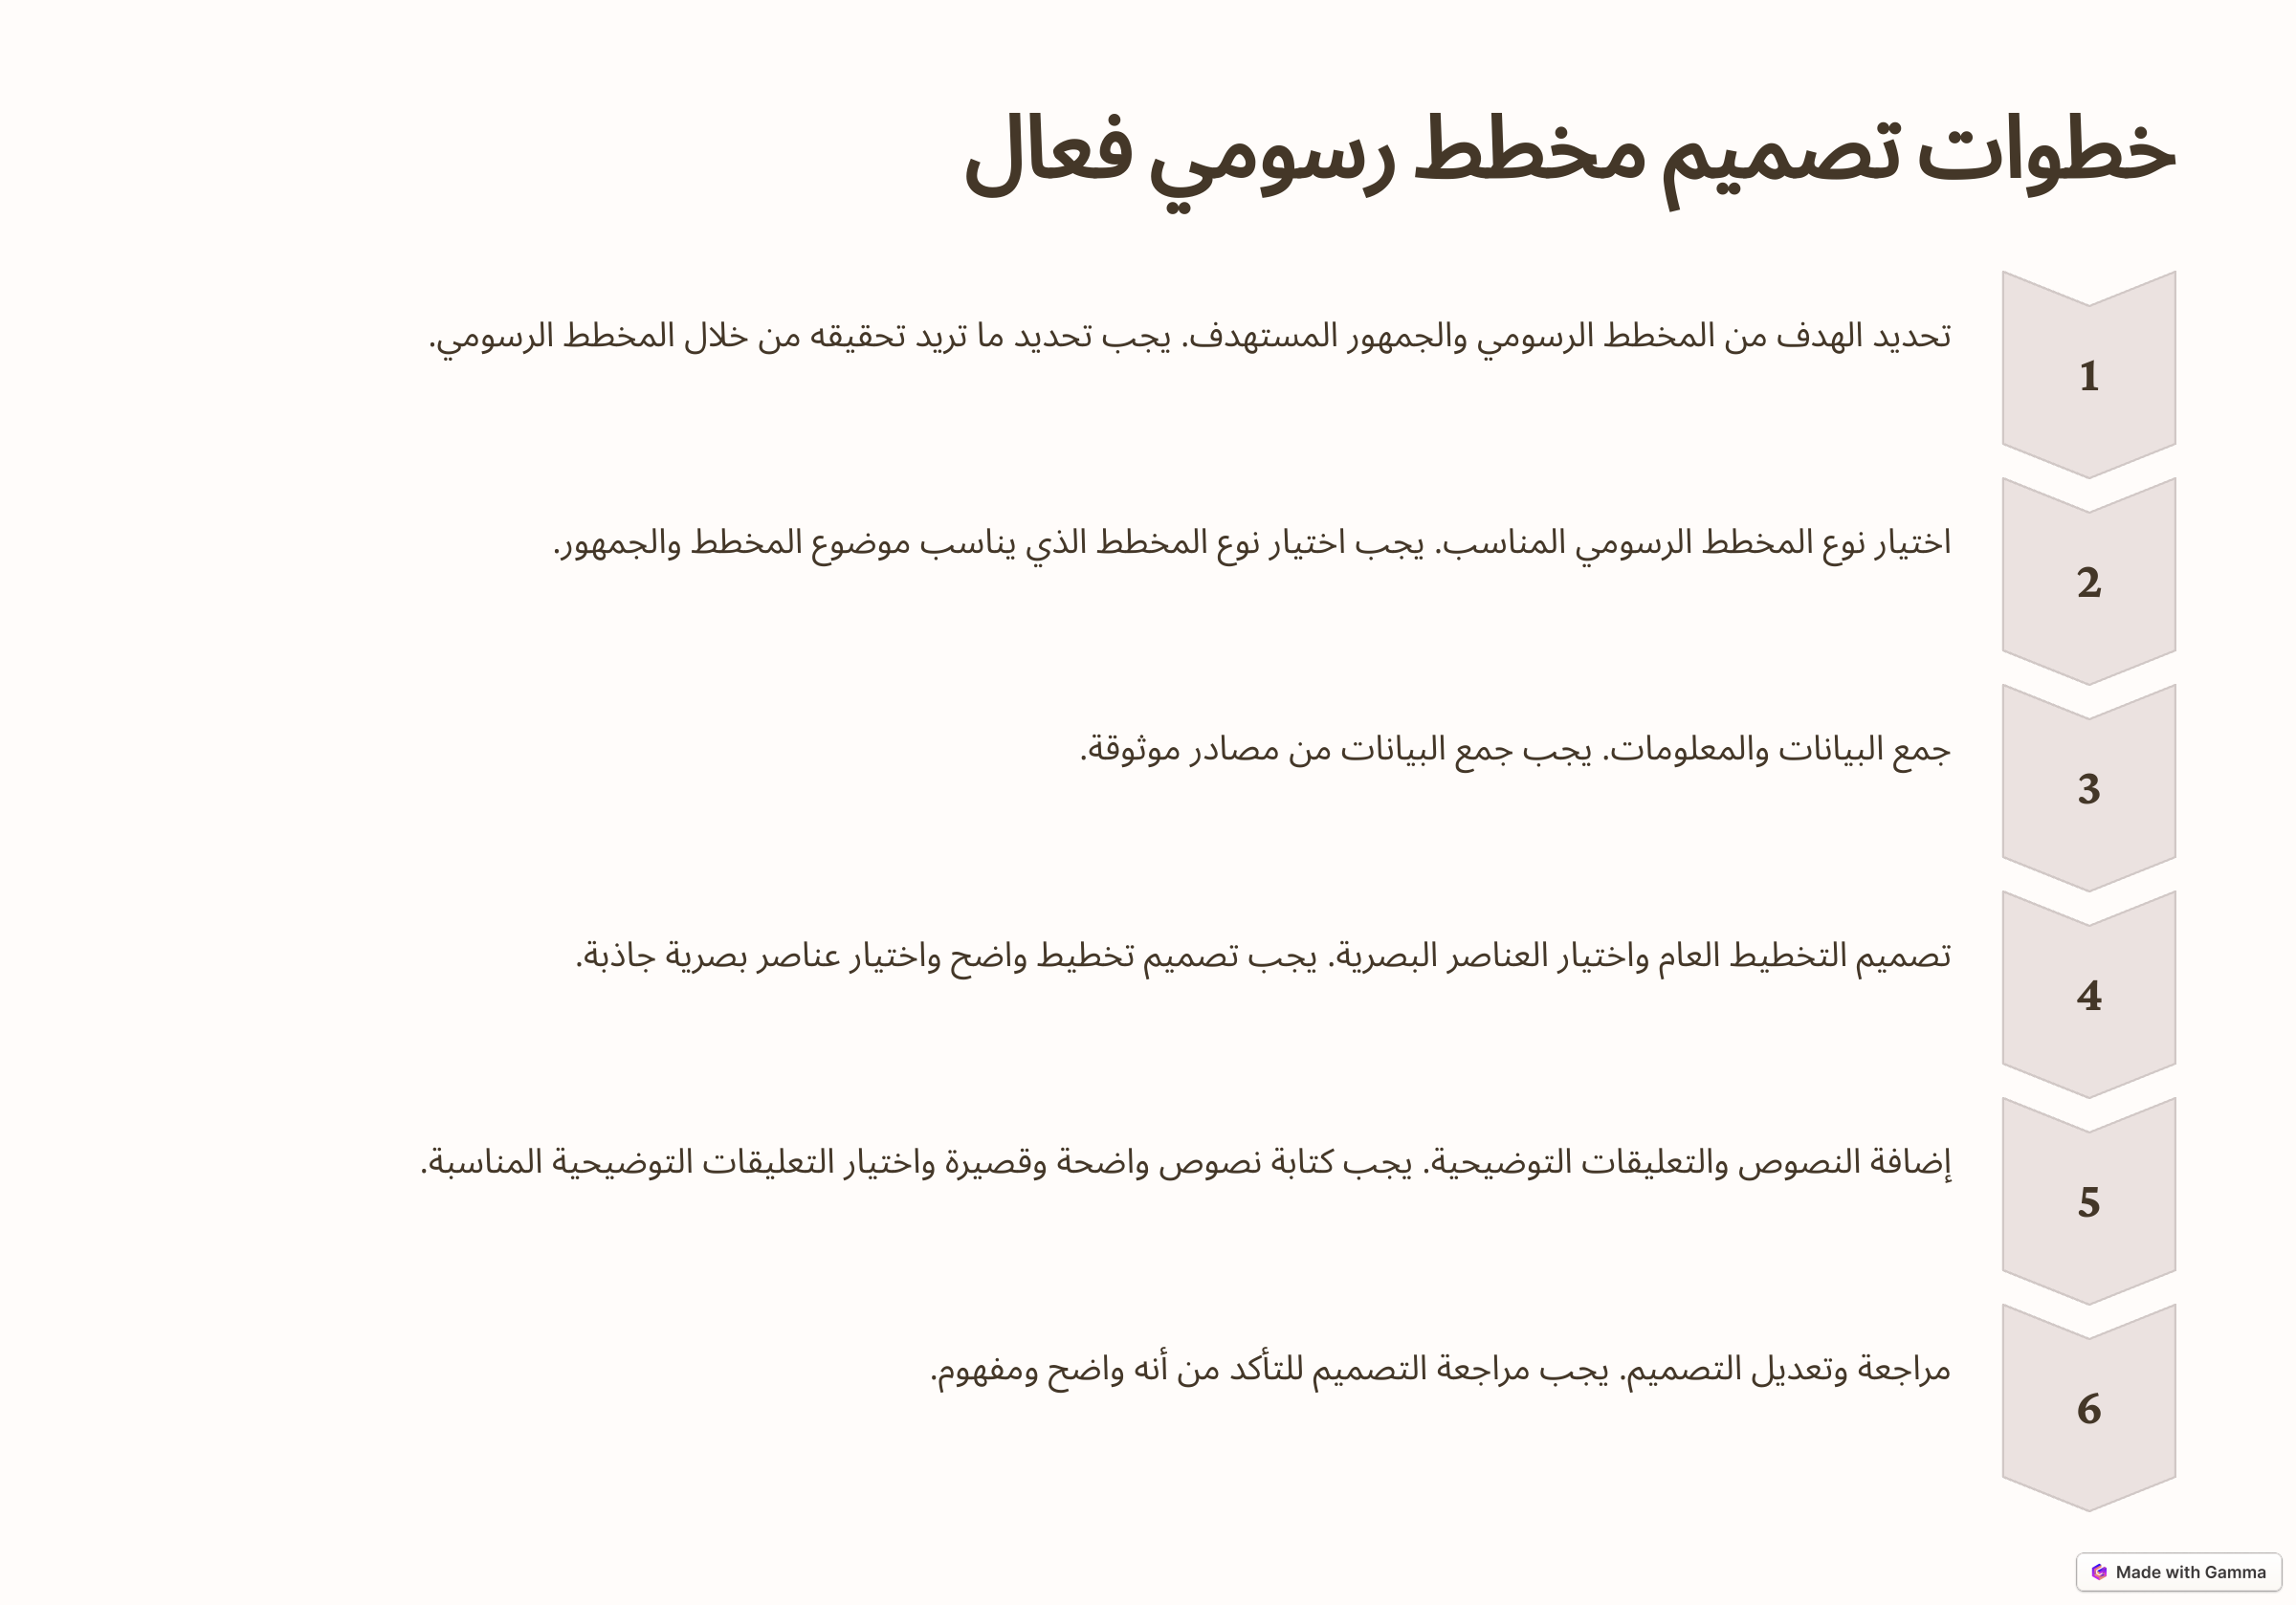 خطوات تصميم مخطط رسومي فعال
1
تحديد الهدف من المخطط الرسومي والجمهور المستهدف. يجب تحديد ما تريد تحقيقه من خلال المخطط الرسومي.
2
اختيار نوع المخطط الرسومي المناسب. يجب اختيار نوع المخطط الذي يناسب موضوع المخطط والجمهور.
3
جمع البيانات والمعلومات. يجب جمع البيانات من مصادر موثوقة.
4
تصميم التخطيط العام واختيار العناصر البصرية. يجب تصميم تخطيط واضح واختيار عناصر بصرية جاذبة.
5
إضافة النصوص والتعليقات التوضيحية. يجب كتابة نصوص واضحة وقصيرة واختيار التعليقات التوضيحية المناسبة.
6
مراجعة وتعديل التصميم. يجب مراجعة التصميم للتأكد من أنه واضح ومفهوم.
Made with Gamma